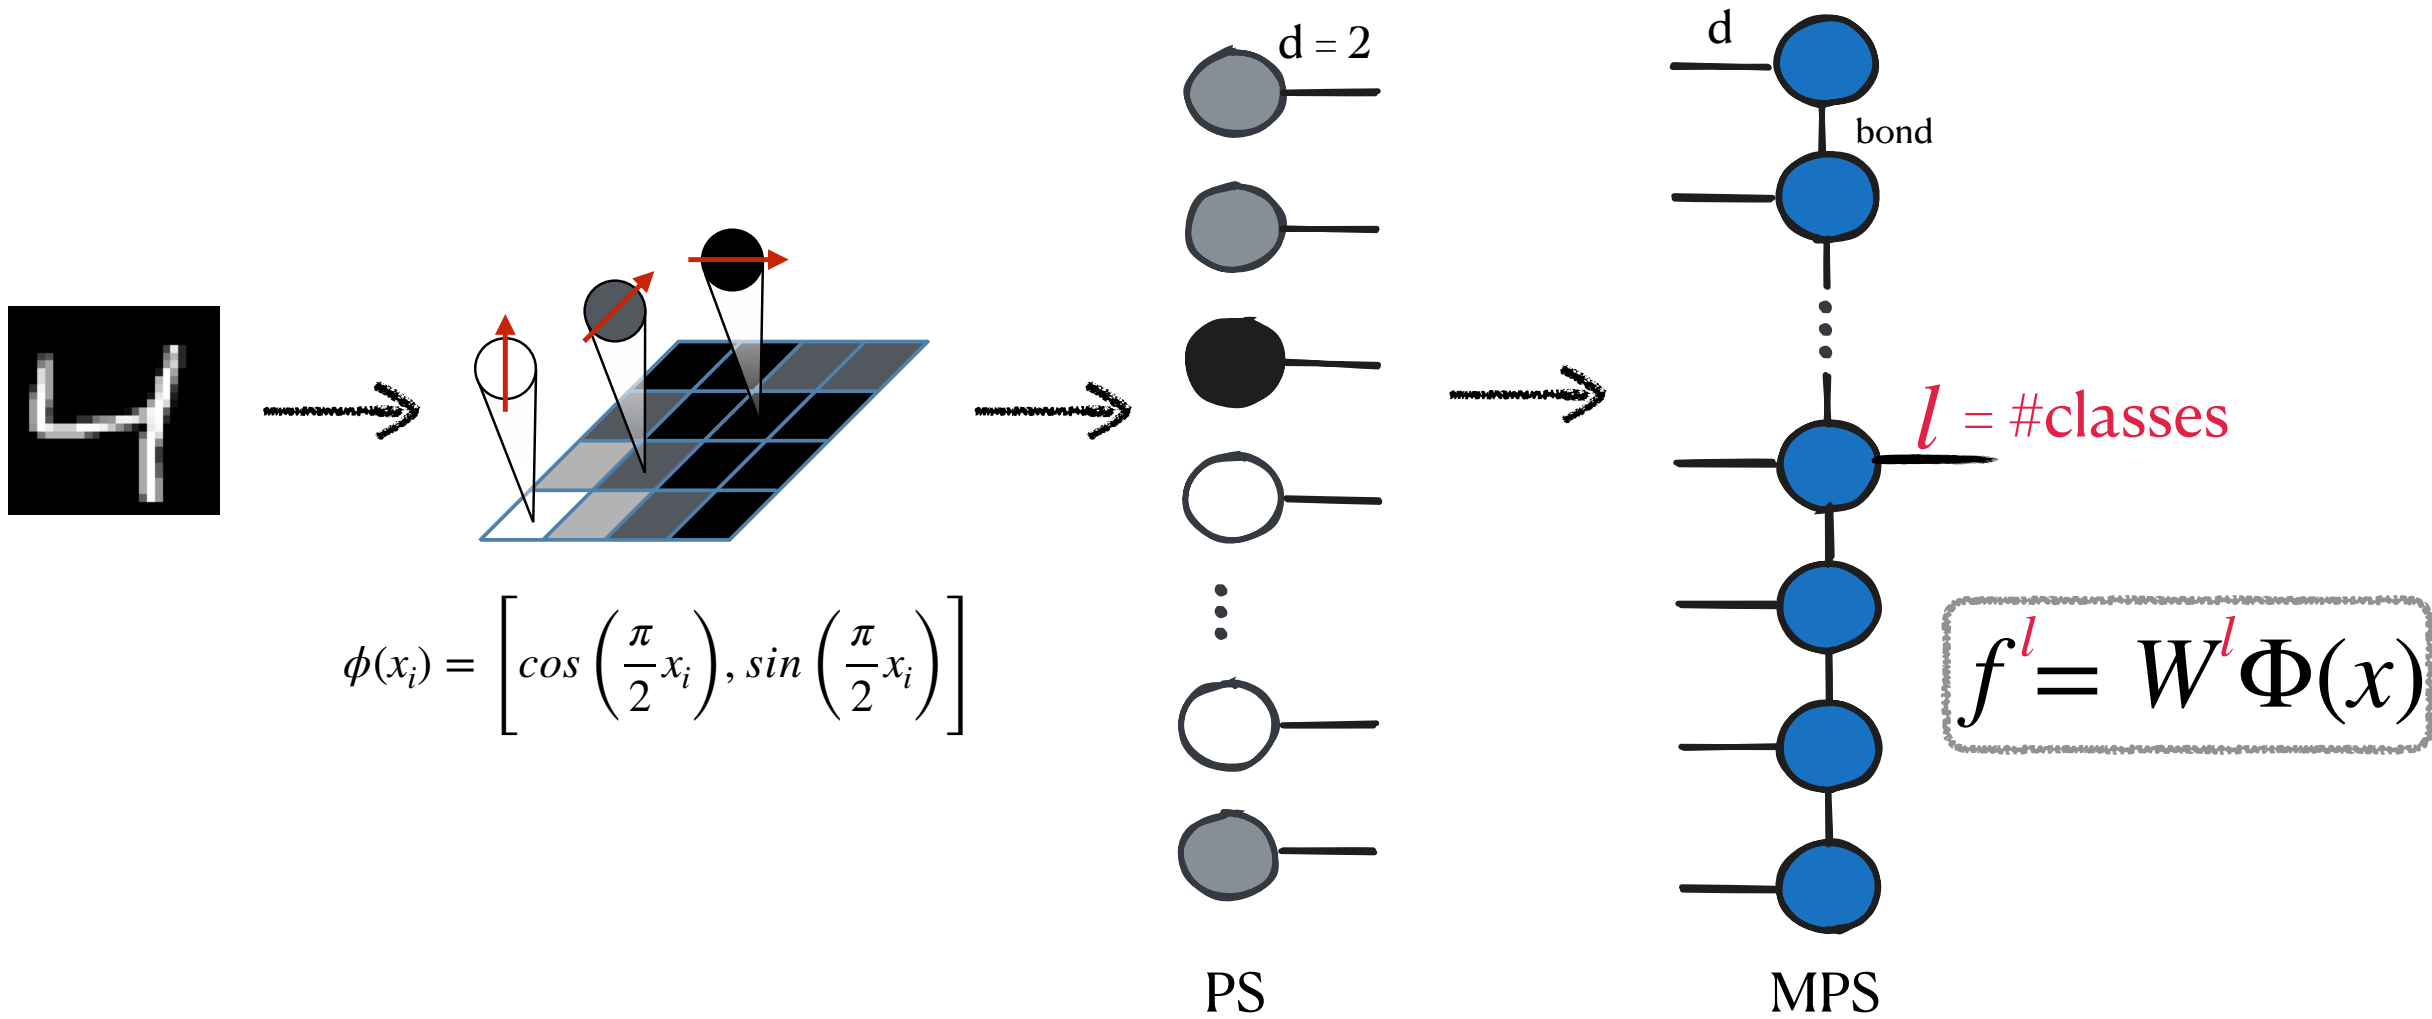 d = 2
d
bond
l = #classes
ϕ(xᵢ) = [cos(π/2 xᵢ), sin(π/2 xᵢ)]
fˡ = WˡΦ(x)
PS
MPS